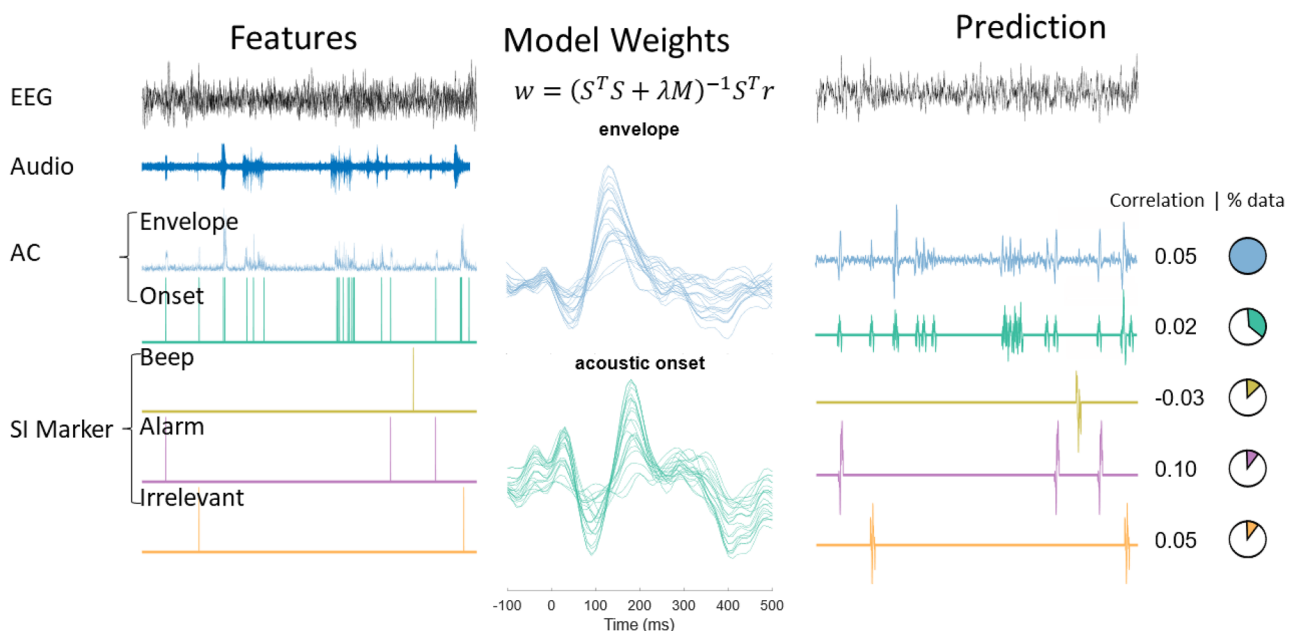 Features
Model Weights
Prediction
w = (SᵀS + λM)⁻¹Sᵀr
EEG
envelope
Audio
Correlation | % data
AC
Envelope
0.05
Onset
0.02
Beep
acoustic onset
-0.03
SI Marker
Alarm
0.10
Irrelevant
0.05
-100 0 100 200 300 400 500
Time (ms)